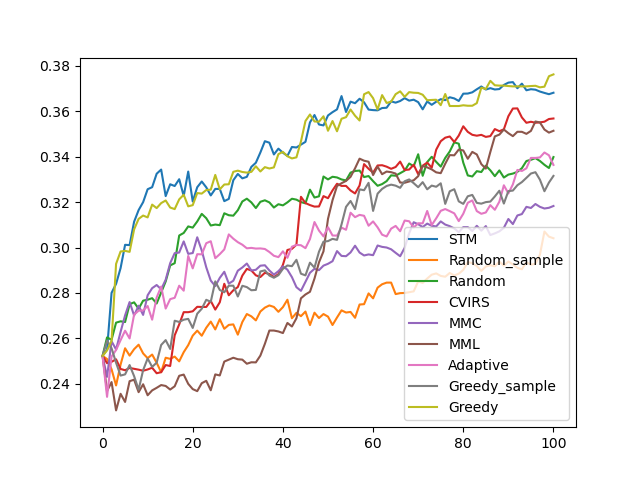 0.38
0.36
0.34
0.32
0.30
0.28
0.26
0.24
0
20
40
60
80
100
STM
Random_sample
Random
CVIRS
MMC
MML
Adaptive
Greedy_sample
Greedy